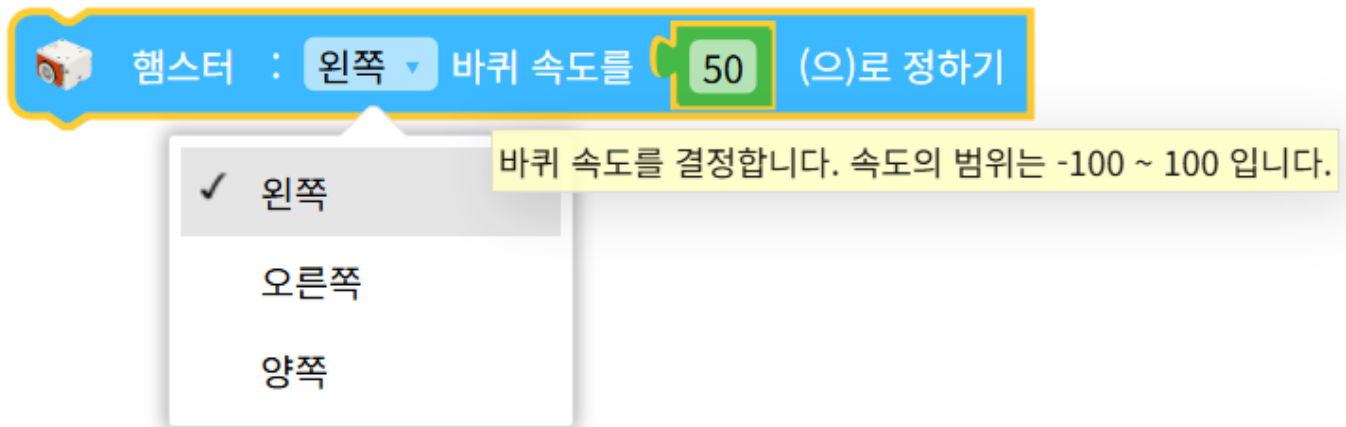 햄스터 : 왼쪽 바퀴 속도를 50 (으)로 정하기
바퀴 속도를 결정합니다. 속도의 범위는 -100 ~ 100 입니다.
✓ 왼쪽
오른쪽
양쪽